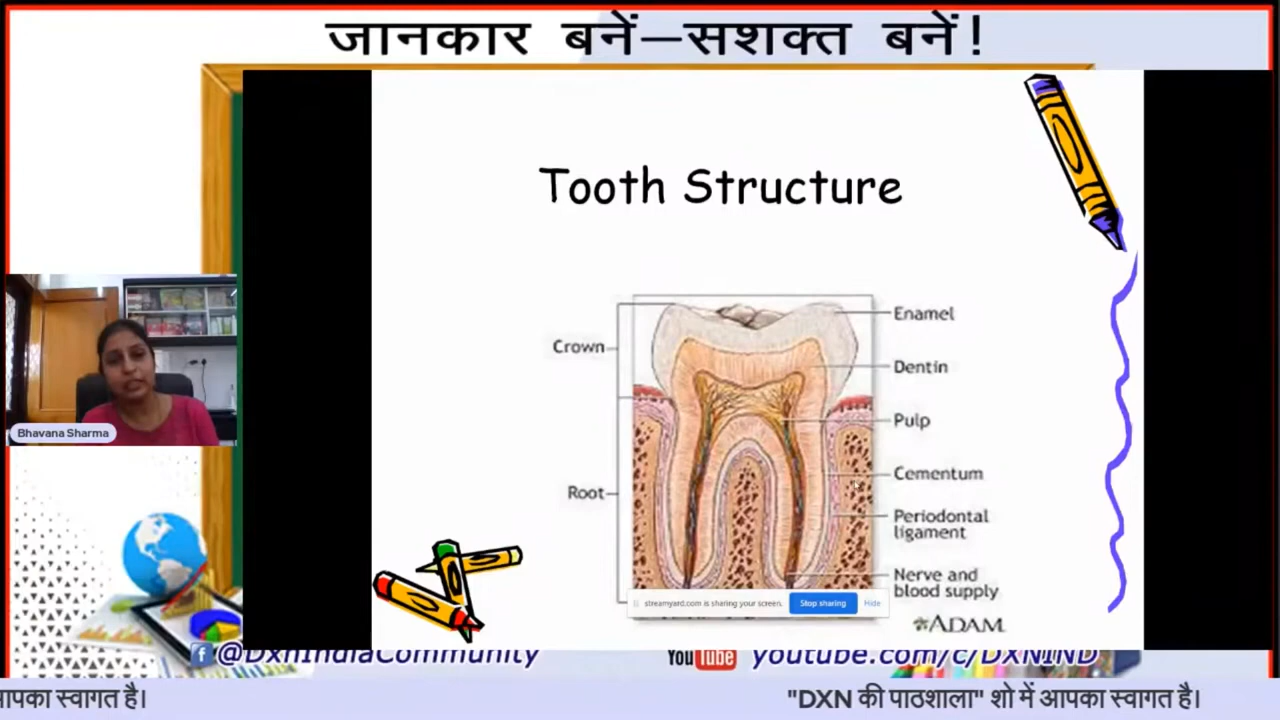 जानकार बनें–सशक्त बनें!
Tooth Structure
Enamel
Crown
Dentin
Pulp
Cementum
Root
Periodontal
ligament
Nerve and
blood supply
streamyard.com is sharing your screen.
Stop sharing
Hide
ADAM
Bhavana Sharma
@DxnIndiaCommunity
YouTube
youtube.com/c/DXNIND
आपका स्वागत है।
"DXN की पाठशाला" शो में आपका स्वागत है।